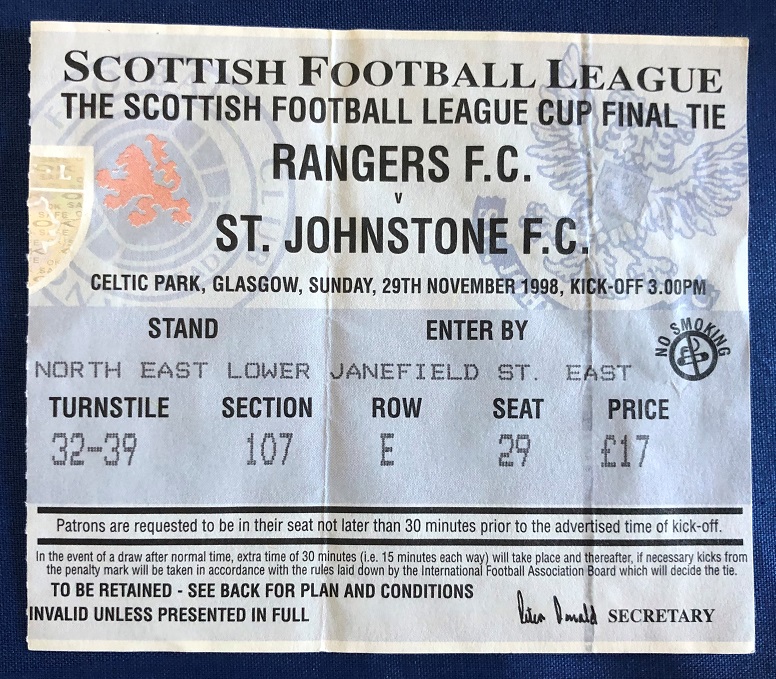 SCOTTISH FOOTBALL LEAGUE
THE SCOTTISH FOOTBALL LEAGUE CUP FINAL TIE
RANGERS F.C.
v
ST. JOHNSTONE F.C.
CELTIC PARK, GLASGOW, SUNDAY, 29TH NOVEMBER 1998, KICK-OFF 3.00PM
STAND ENTER BY
NO SMOKING
NORTH EAST LOWER JANEFIELD ST. EAST
TURNSTILE SECTION ROW SEAT PRICE
32-39 107 E 29 £17
Patrons are requested to be in their seat not later than 30 minutes prior to the advertised time of kick-off.
In the event of a draw after normal time, extra time of 30 minutes (i.e. 15 minutes each way) will take place and thereafter, if necessary kicks from
the penalty mark will be taken in accordance with the rules laid down by the International Football Association Board which will decide the tie.
TO BE RETAINED - SEE BACK FOR PLAN AND CONDITIONS
INVALID UNLESS PRESENTED IN FULL
Peter Donald SECRETARY